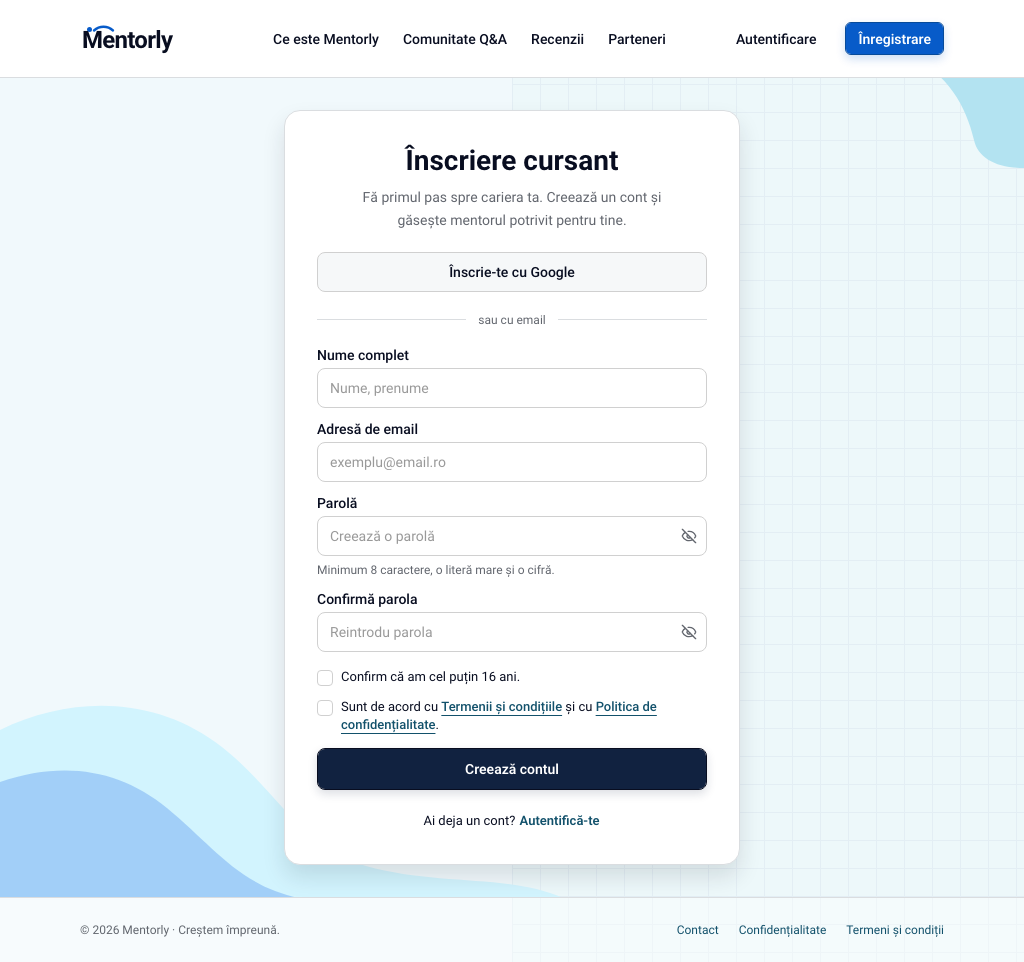 Mentorly
Ce este Mentorly
Comunitate Q&A
Recenzii
Parteneri
Autentificare
Înregistrare
Înscriere cursant
Fă primul pas spre cariera ta. Creează un cont și
găsește mentorul potrivit pentru tine.
Înscrie-te cu Google
sau cu email
Nume complet
Nume, prenume
Adresă de email
exemplu@email.ro
Parolă
Creează o parolă
Minimum 8 caractere, o literă mare și o cifră.
Confirmă parola
Reintrodu parola
Confirm că am cel puțin 16 ani.
Sunt de acord cu Termenii și condițiile și cu Politica de
confidențialitate.
Creează contul
Ai deja un cont? Autentifică-te
© 2026 Mentorly · Creștem împreună.
Contact
Confidențialitate
Termeni și condiții